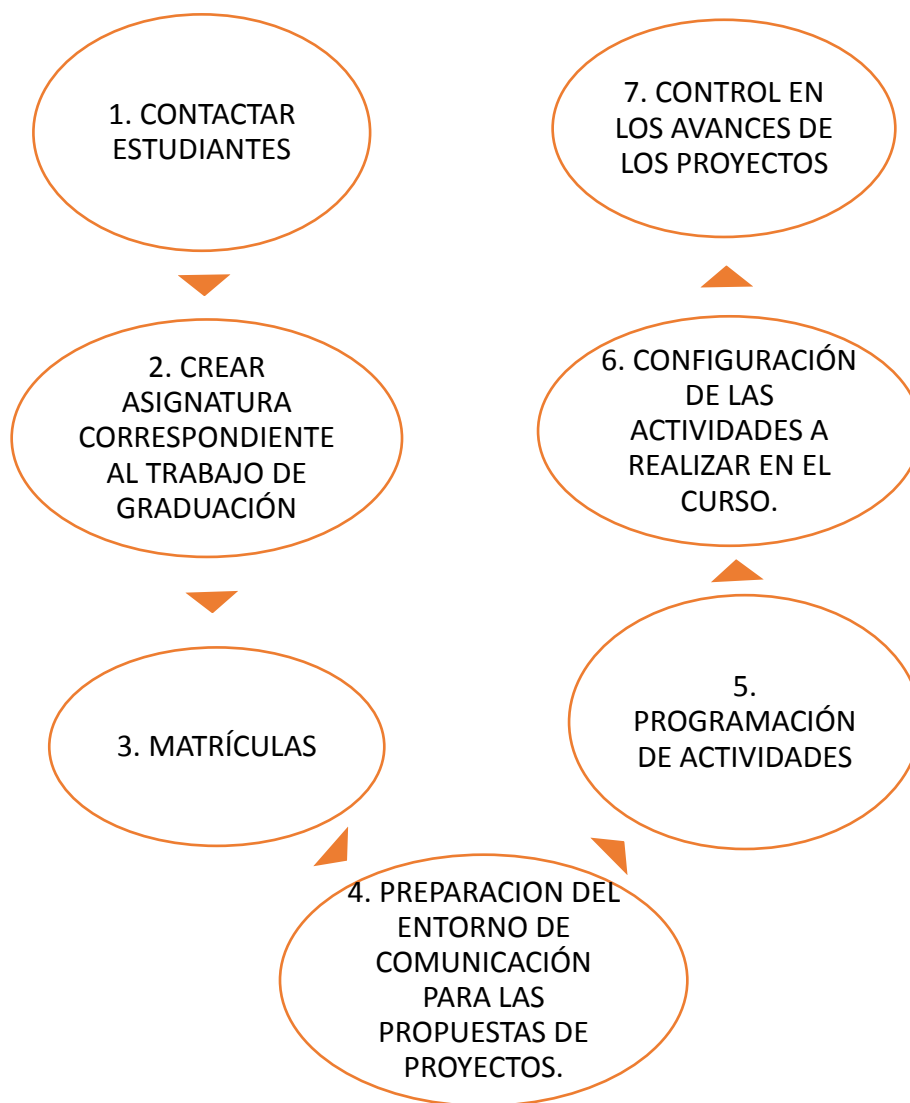 1. CONTACTAR
ESTUDIANTES
2. CREAR
ASIGNATURA
CORRESPONDIENTE
AL TRABAJO DE
GRADUACIÓN
3. MATRÍCULAS
4. PREPARACION DEL
ENTORNO DE
COMUNICACIÓN
PARA LAS
PROPUESTAS DE
PROYECTOS.
5.
PROGRAMACIÓN
DE ACTIVIDADES
6. CONFIGURACIÓN
DE LAS
ACTIVIDADES A
REALIZAR EN EL
CURSO.
7. CONTROL EN
LOS AVANCES DE
LOS PROYECTOS